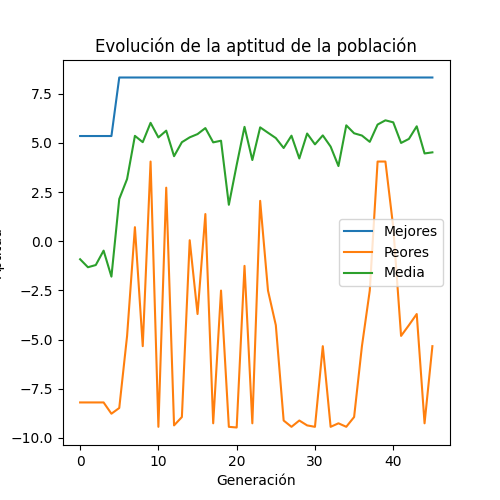 Evolución de la aptitud de la población
7.5
5.0
2.5
0.0
−2.5
−5.0
−7.5
−10.0
Mejores
Peores
Media
0
10
20
30
40
Generación